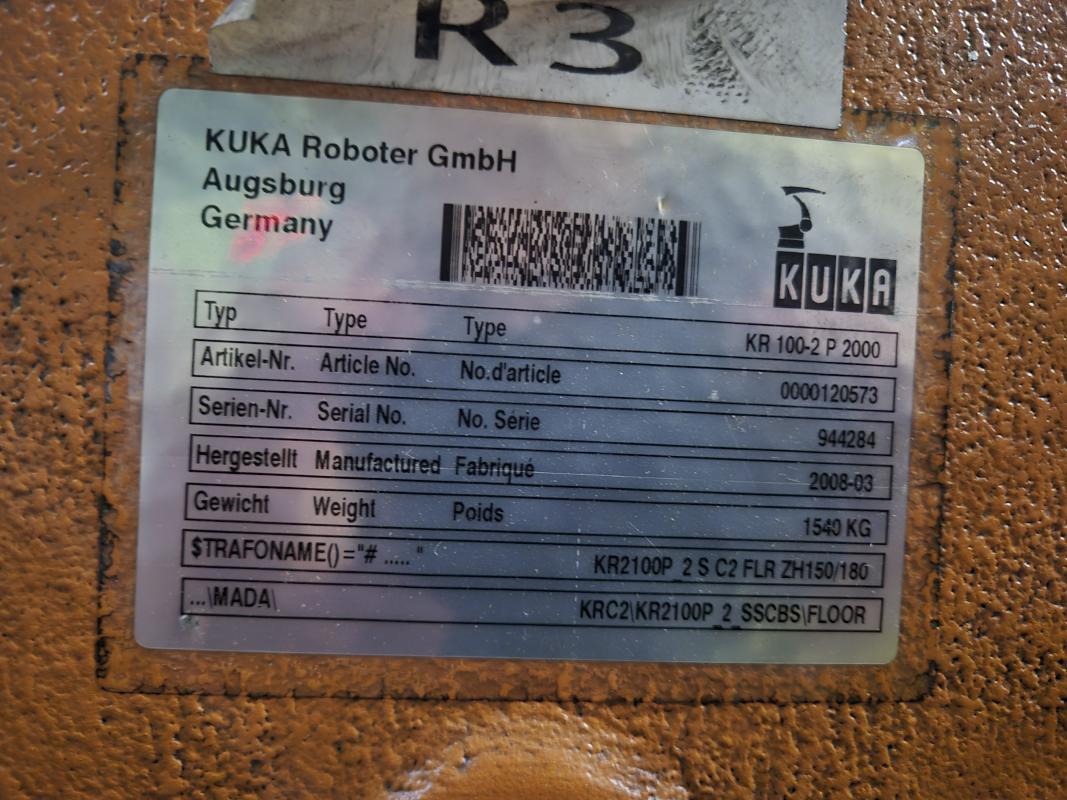 R 3
KUKA Roboter GmbH
Augsburg
Germany
KUKA
Typ Type Type KR 100-2 P 2000
Artikel-Nr. Article No. No.d'article 0000120573
Serien-Nr. Serial No. No. Série 944284
Hergestellt Manufactured Fabriqué 2008-03
Gewicht Weight Poids 1540 KG
$TRAFONAME()="# ..... " KR2100P_2 S C2 FLR ZH150/180
...\MADA\ KRC2\KR2100P_2_SSCBS\FLOOR